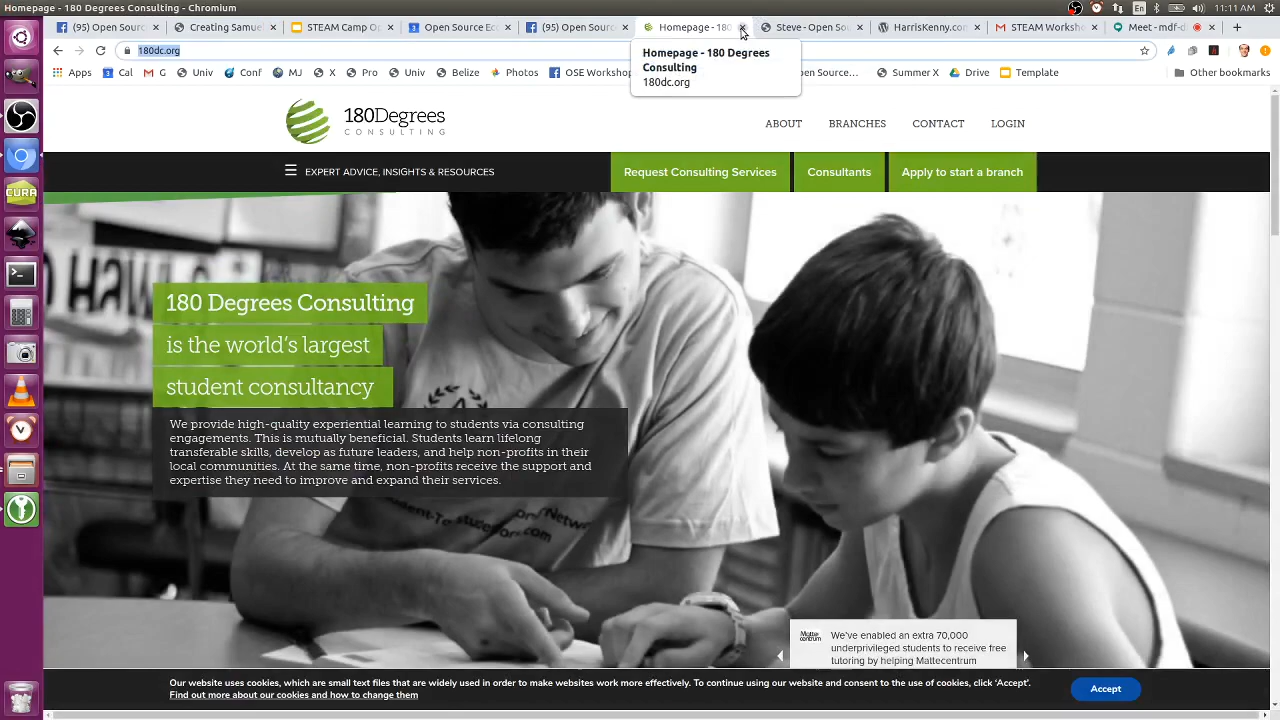 Homepage - 180 Degrees Consulting - Chromium
En
11:11 AM
(95) Open Sourc
Creating Samuel
STEAM Camp C
Open Source Ec
(95) Open Sourc
Homepage - 180
Steve - Open Sou
HarrisKenny.com
STEAM Worksho
Meet - mdf-d
180dc.org
Apps
Cal
G
Univ
Conf
M
X
Pro
Univ
Belize
Photos
OSE Workshop
en Source…
Summer X
Drive
Template
Other bookmarks
Homepage - 180 Degrees
Consulting
180dc.org
180Degrees
CONSULTING
ABOUT
BRANCHES
CONTACT
LOGIN
EXPERT ADVICE, INSIGHTS & RESOURCES
Request Consulting Services
Consultants
Apply to start a branch
CURA
180 Degrees Consulting
is the world's largest
student consultancy
We provide high-quality experiential learning to students via consulting
engagements. This is mutually beneficial. Students learn lifelong
transferable skills, develop as future leaders, and help non-profits in their
local communities. At the same time, non-profits receive the support and
expertise they need to improve and expand their services.
Matte
centrum
We've enabled an extra 70,000
underprivileged students to receive free
tutoring by helping Mattecentrum
Our website uses cookies, which are small text files that are widely used in order to make websites work more effectively. To continue using our website and consent to the use of cookies, click 'Accept'.
Find out more about our cookies and how to change them
Accept